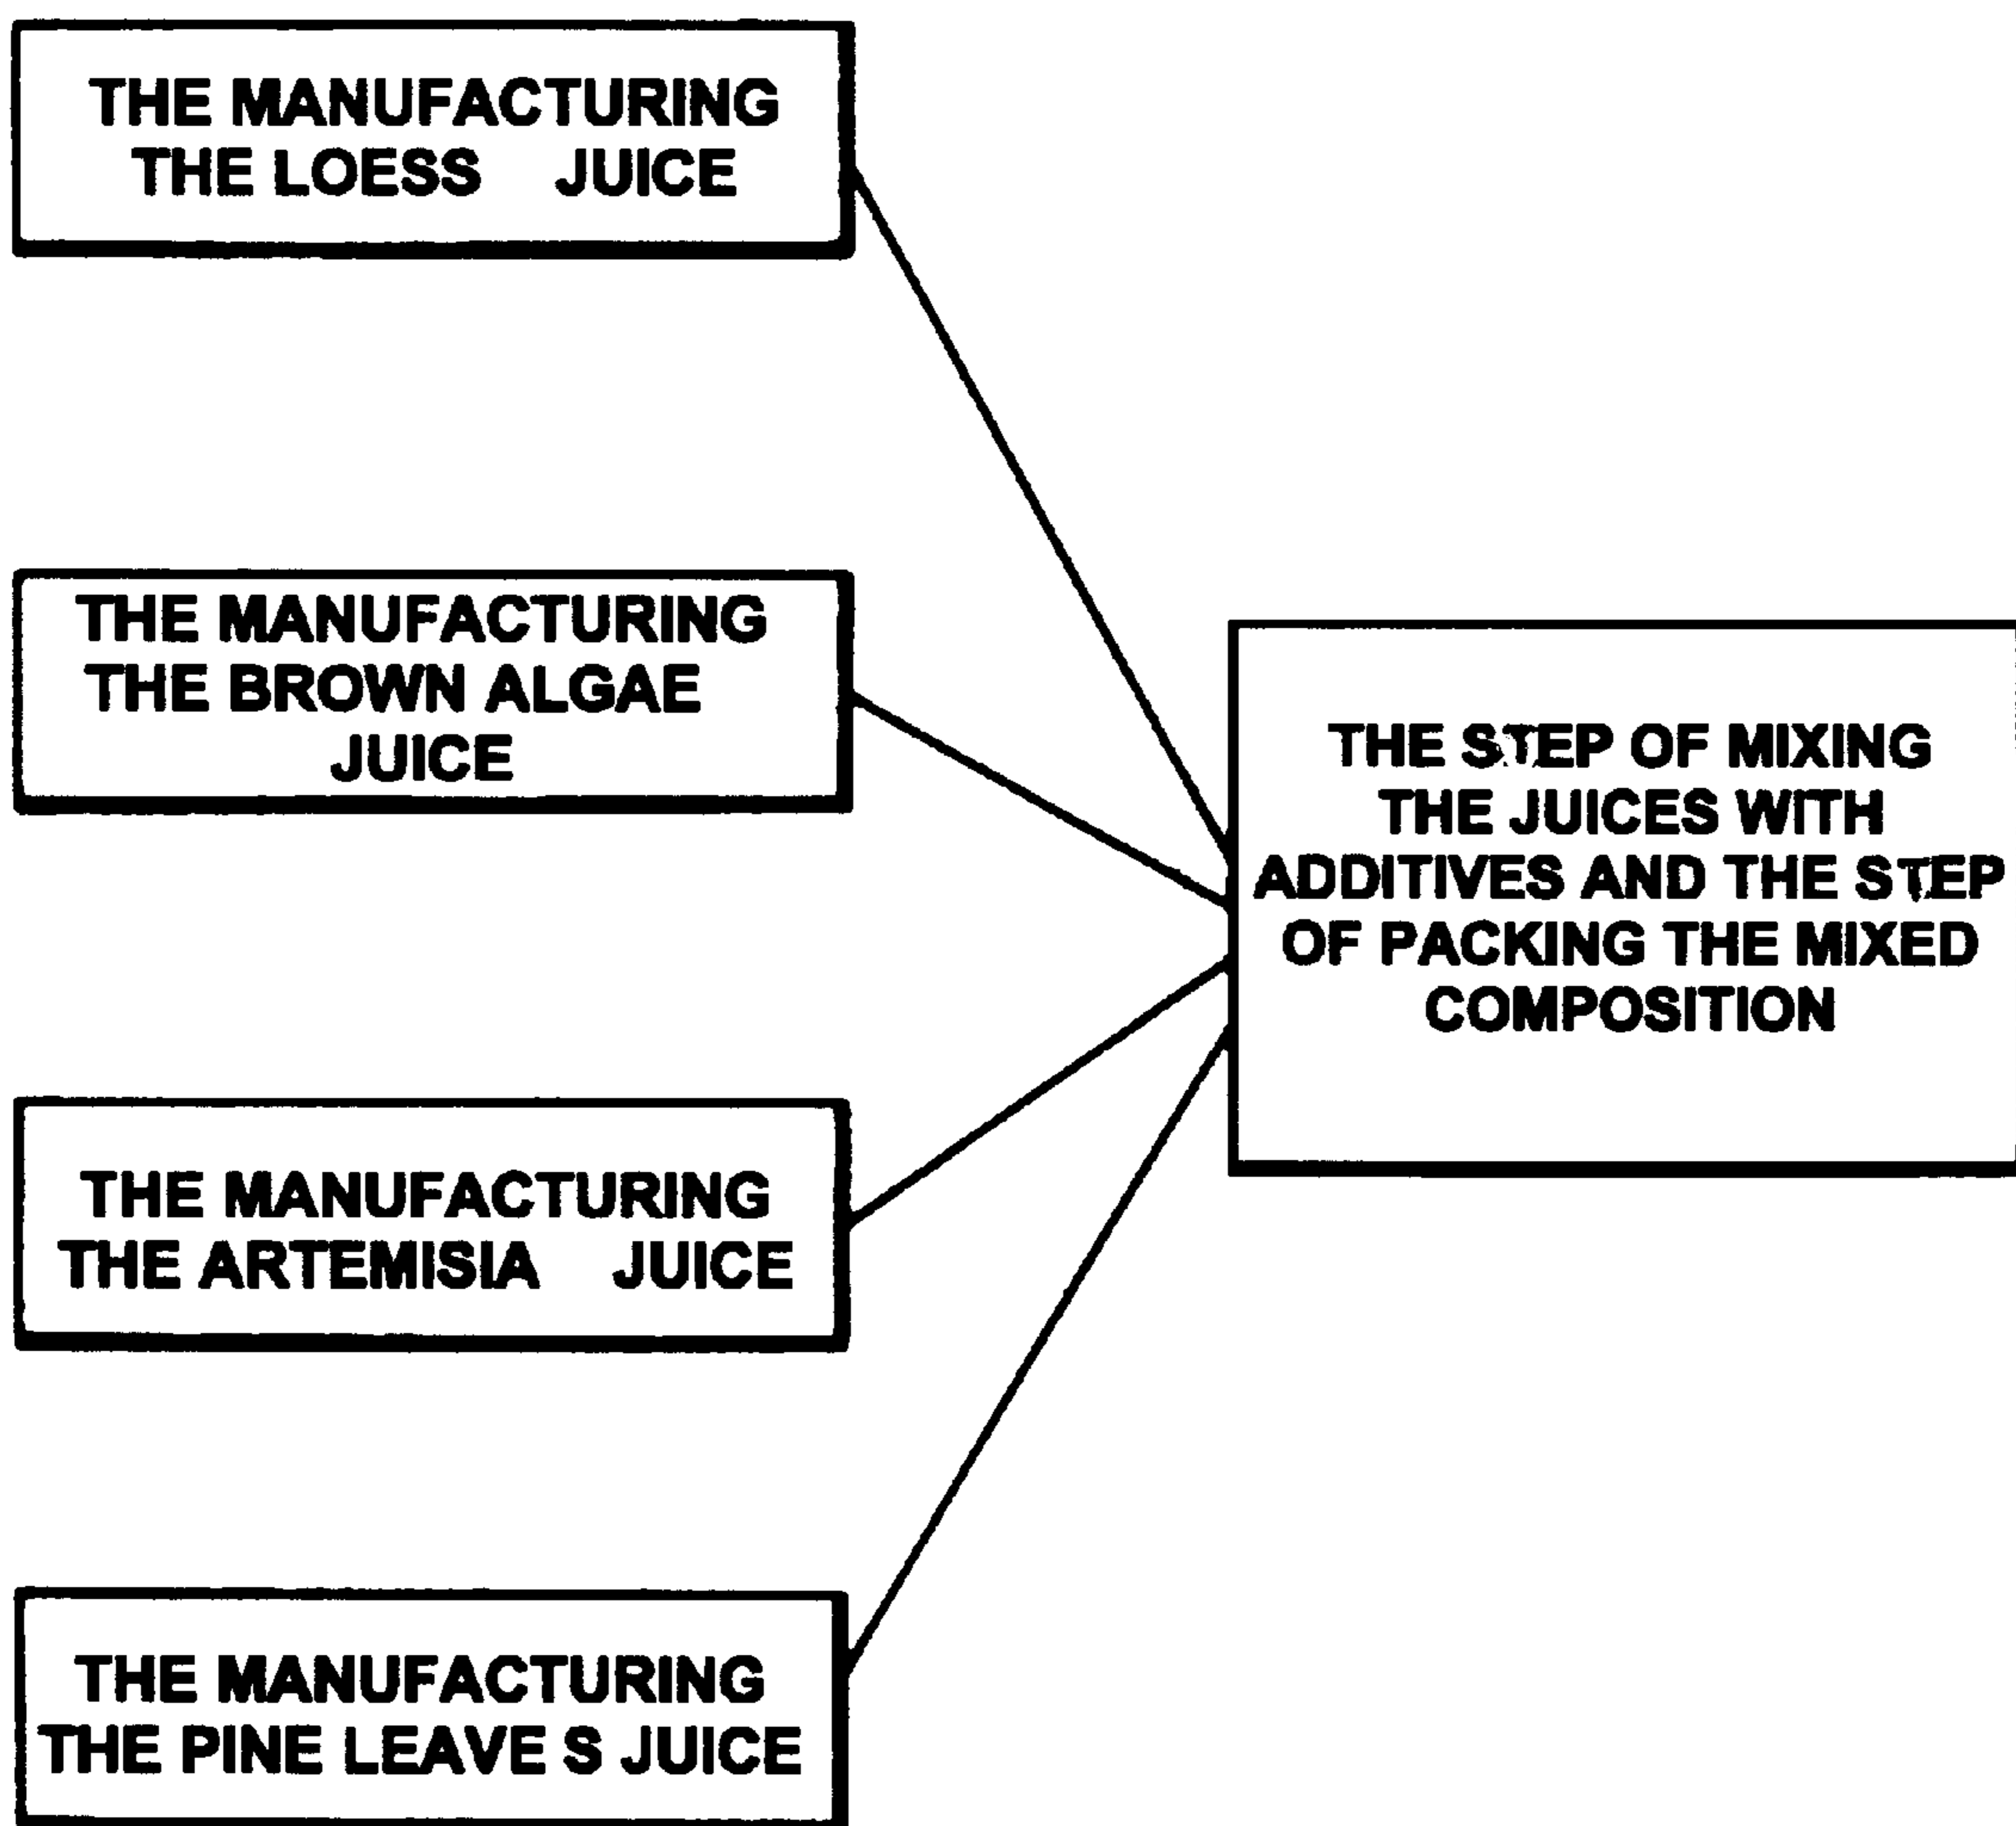 THE MANUFACTURING
THE LOESS JUICE
THE MANUFACTURING
THE BROWN ALGAE
JUICE
THE MANUFACTURING
THE ARTEMISIA JUICE
THE MANUFACTURING
THE PINE LEAVE S JUICE
THE STEP OF MIXING
THE JUICES WITH
ADDITIVES AND THE STEP
OF PACKING THE MIXED
COMPOSITION